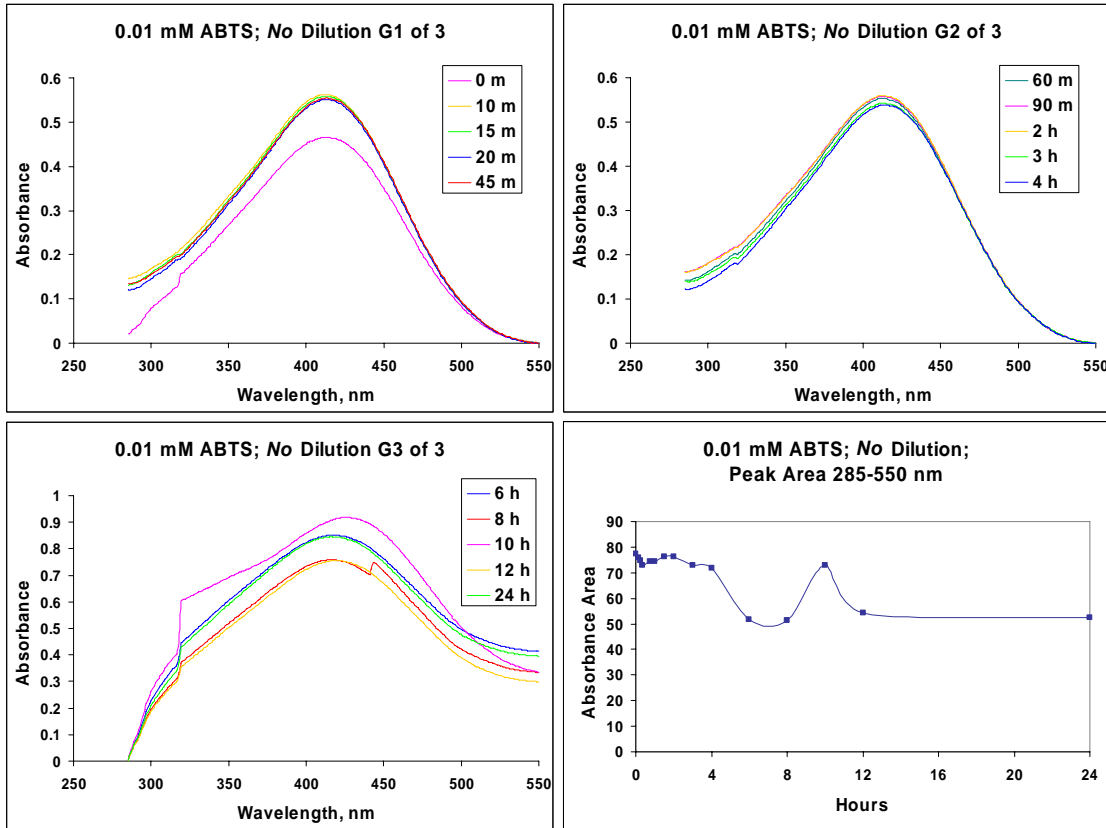 0.01 mM ABTS; No Dilution G1 of 3
0.6
0.5
0.4
0.3
0.2
0.1
0
Absorbance
0 m
10 m
15 m
20 m
45 m
250 300 350 400 450 500 550
Wavelength, nm
0.01 mM ABTS; No Dilution G2 of 3
0.6
0.5
0.4
0.3
0.2
0.1
0
Absorbance
60 m
90 m
2 h
3 h
4 h
250 300 350 400 450 500 550
Wavelength, nm
0.01 mM ABTS; No Dilution G3 of 3
1
0.9
0.8
0.7
0.6
0.5
0.4
0.3
0.2
0.1
0
Absorbance
6 h
8 h
10 h
12 h
24 h
250 300 350 400 450 500 550
Wavelength, nm
0.01 mM ABTS; No Dilution;
Peak Area 285-550 nm
90
80
70
60
50
40
30
20
10
0
Absorbance Area
0 4 8 12 16 20 24
Hours